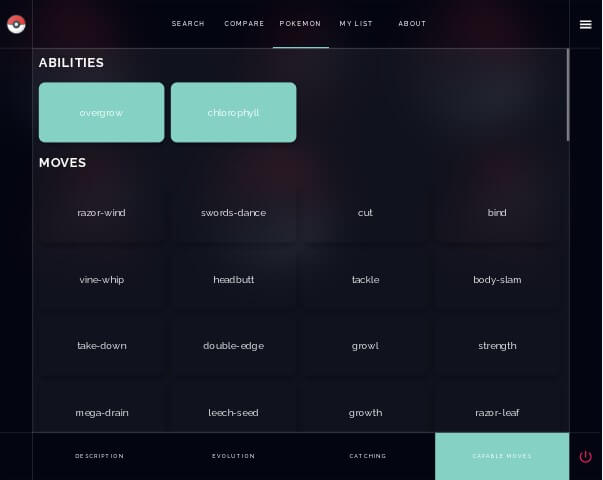 SEARCH COMPARE POKEMON MY LIST ABOUT
ABILITIES
overgrow chlorophyll
MOVES
razor-wind swords-dance cut bind
vine-whip headbutt tackle body-slam
take-down double-edge growl strength
mega-drain leech-seed growth razor-leaf
DESCRIPTION EVOLUTION CATCHING CAPABLE MOVES